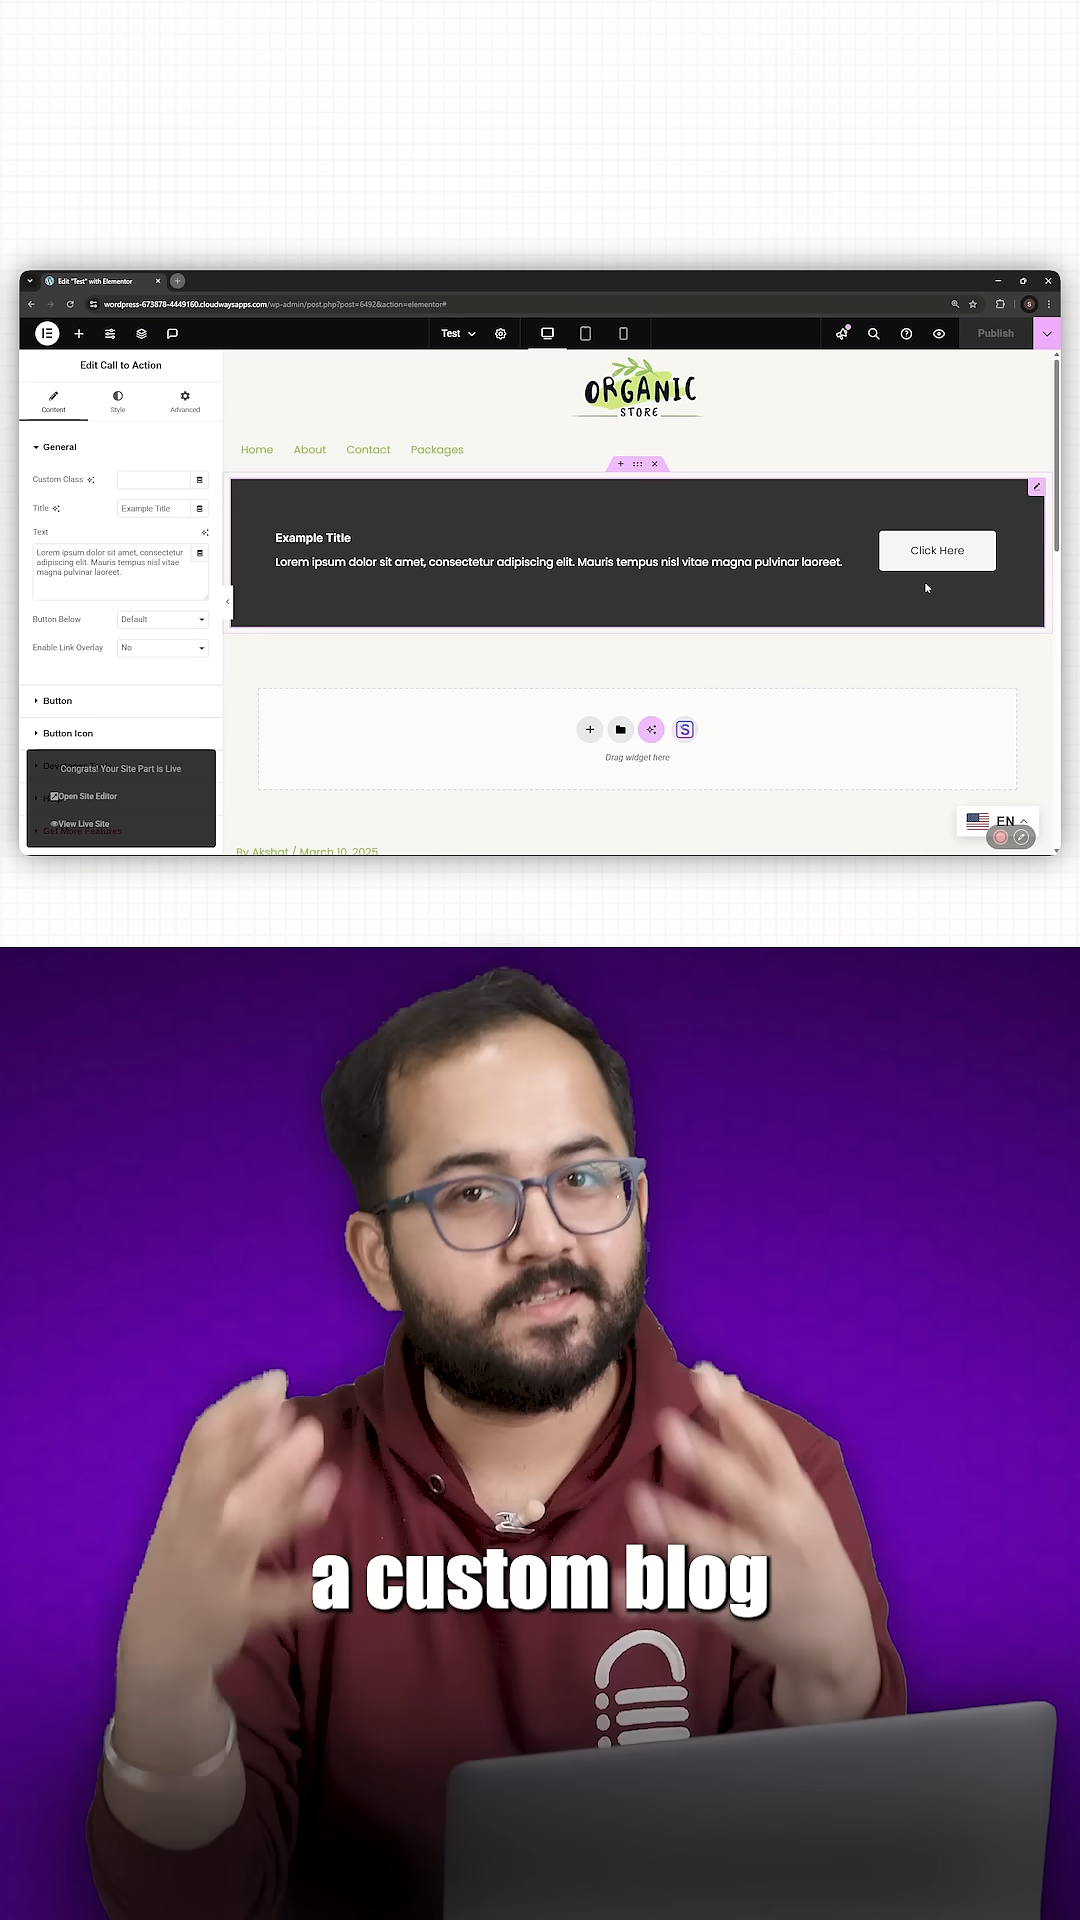 Edit "Test" with Elementor
wordpress-673878-4449160.cloudwaysapps.com/wp-admin/post.php?post=6492&action=elementor#
S
Test
Publish
Edit Call to Action
Content
Style
Advanced
General
Custom Class
Title
Example Title
Text
Lorem ipsum dolor sit amet, consectetur
adipiscing elit. Mauris tempus nisl vitae
magna pulvinar laoreet.
Button Below
Default
Enable Link Overlay
No
Button
Button Icon
Congrats! Your Site Part is Live
Open Site Editor
View Live Site
Get More Features
ORGANIC
STORE
Home
About
Contact
Packages
Example Title
Lorem ipsum dolor sit amet, consectetur adipiscing elit. Mauris tempus nisl vitae magna pulvinar laoreet.
Click Here
S
Drag widget here
EN
By Akshat / March 10, 2025
a custom blog